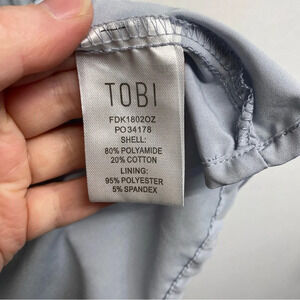 TOBI
FDK1802OZ
PO34178
SHELL:
80% POLYAMIDE
20% COTTON
LINING:
95% POLYESTER
5% SPANDEX